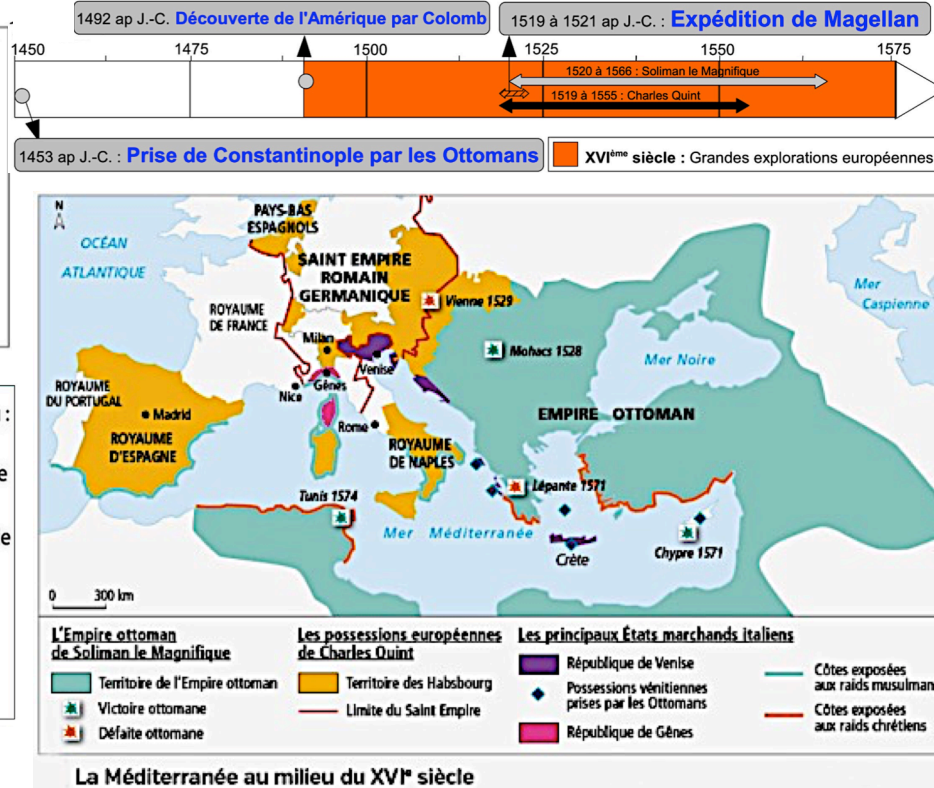 1492 ap J.-C. Découverte de l'Amérique par Colomb
1519 à 1521 ap J.-C. : Expédition de Magellan
1450 1475 1500 1525 1550 1575
1520 à 1566 : Soliman le Magnifique
1519 à 1555 : Charles Quint
1453 ap J.-C. : Prise de Constantinople par les Ottomans
XVIème siècle : Grandes explorations européennes
:
e
e
N
OCÉAN
ATLANTIQUE
PAYS-BAS
ESPAGNOLS
SAINT EMPIRE
ROMAIN
GERMANIQUE
Vienne 1529
Mer
Caspienne
ROYAUME
DE FRANCE
Milan
Venise
Mohacs 1528
Mer Noire
Nice
Gênes
ROYAUME
DU PORTUGAL
Madrid
ROYAUME
D'ESPAGNE
Rome
ROYAUME
DE NAPLES
EMPIRE OTTOMAN
Lépante 1571
Tunis 1574
Mer Méditerranée
Crète
Chypre 1571
0 300 km
L'Empire ottoman
de Soliman le Magnifique
Territoire de l'Empire ottoman
Victoire ottomane
Défaite ottomane
Les possessions européennes
de Charles Quint
Territoire des Habsbourg
Limite du Saint Empire
Les principaux États marchands italiens
République de Venise
Possessions vénitiennes
prises par les Ottomans
République de Gênes
Côtes exposées
aux raids musulman
Côtes exposées
aux raids chrétiens
La Méditerranée au milieu du XVIe siècle